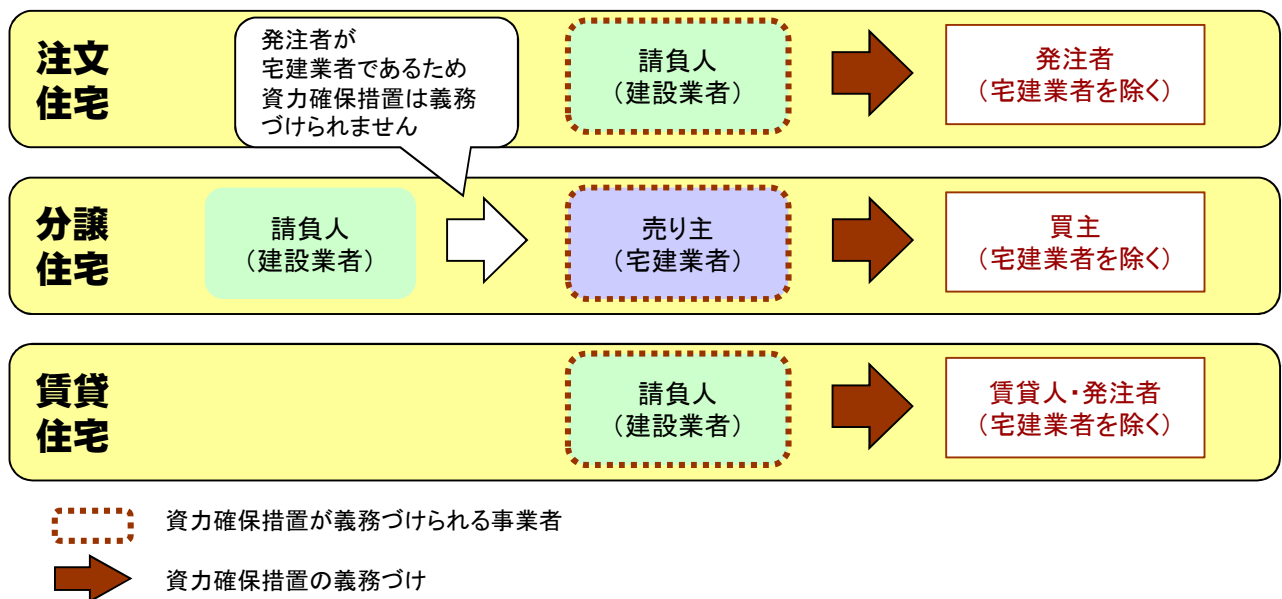 注文
住宅
発注者が
宅建業者であるため
資力確保措置は義務
づけられません
請負人
（建設業者）
発注者
（宅建業者を除く）
分譲
住宅
請負人
（建設業者）
売り主
（宅建業者）
買主
（宅建業者を除く）
賃貸
住宅
請負人
（建設業者）
賃貸人・発注者
（宅建業者を除く）
資力確保措置が義務づけられる事業者
資力確保措置の義務づけ